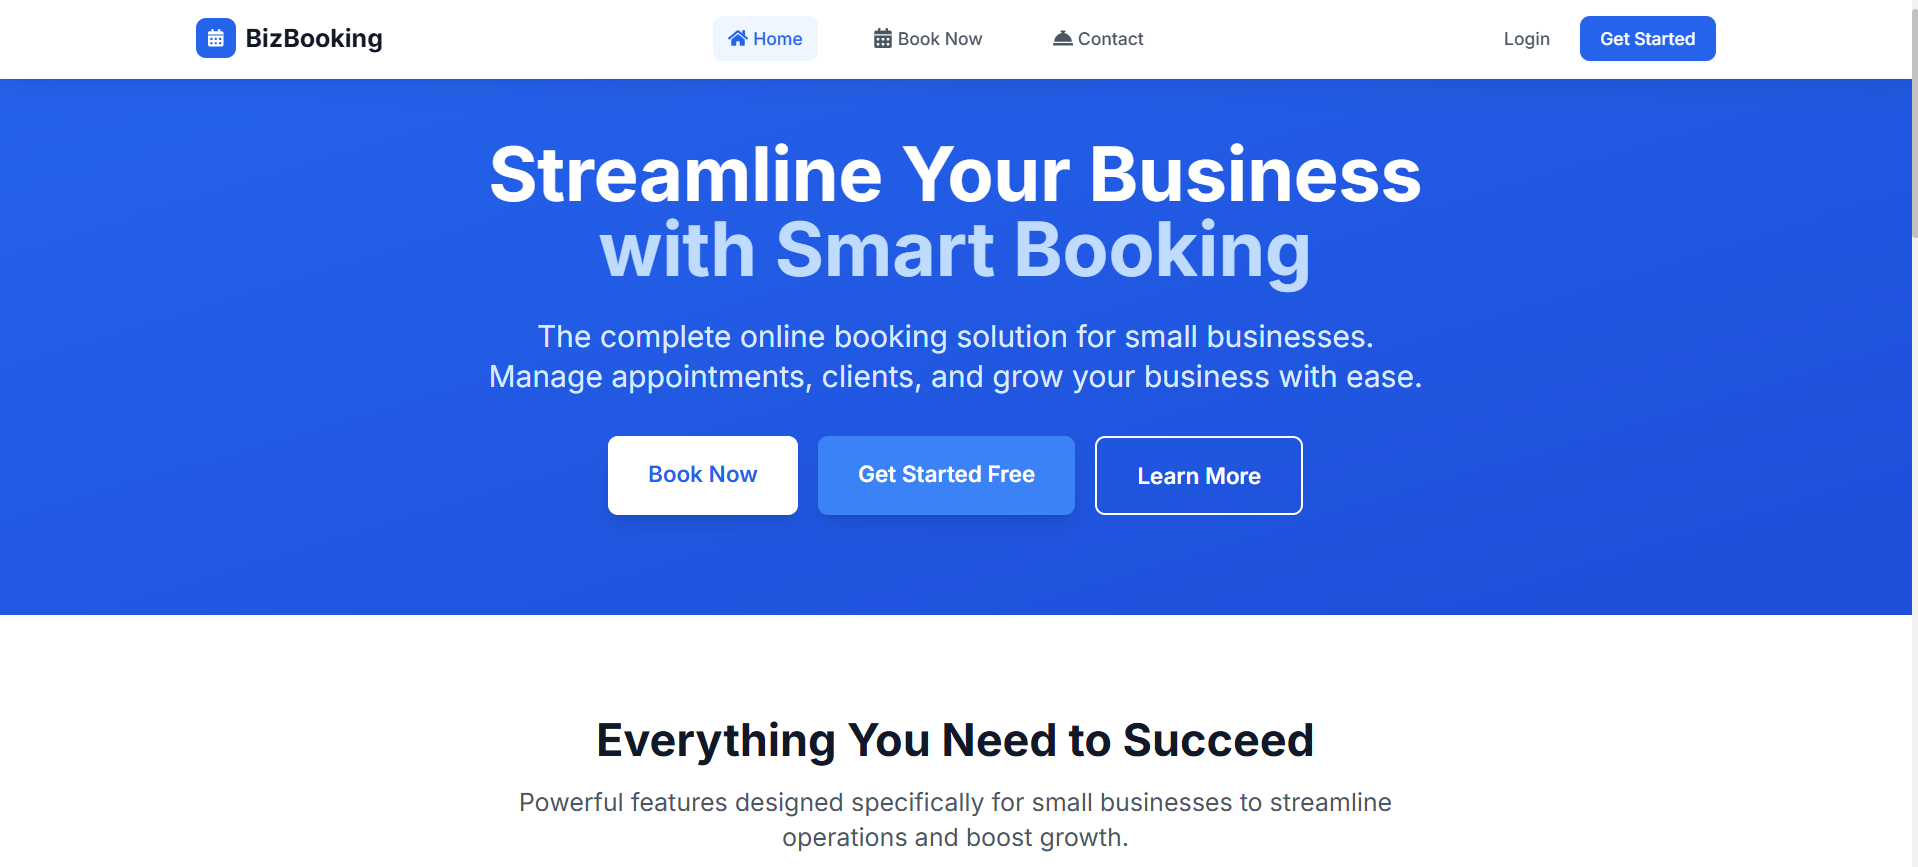 BizBooking
Home
Book Now
Contact
Login
Get Started
Streamline Your Business
with Smart Booking
The complete online booking solution for small businesses.
Manage appointments, clients, and grow your business with ease.
Book Now
Get Started Free
Learn More
Everything You Need to Succeed
Powerful features designed specifically for small businesses to streamline
operations and boost growth.